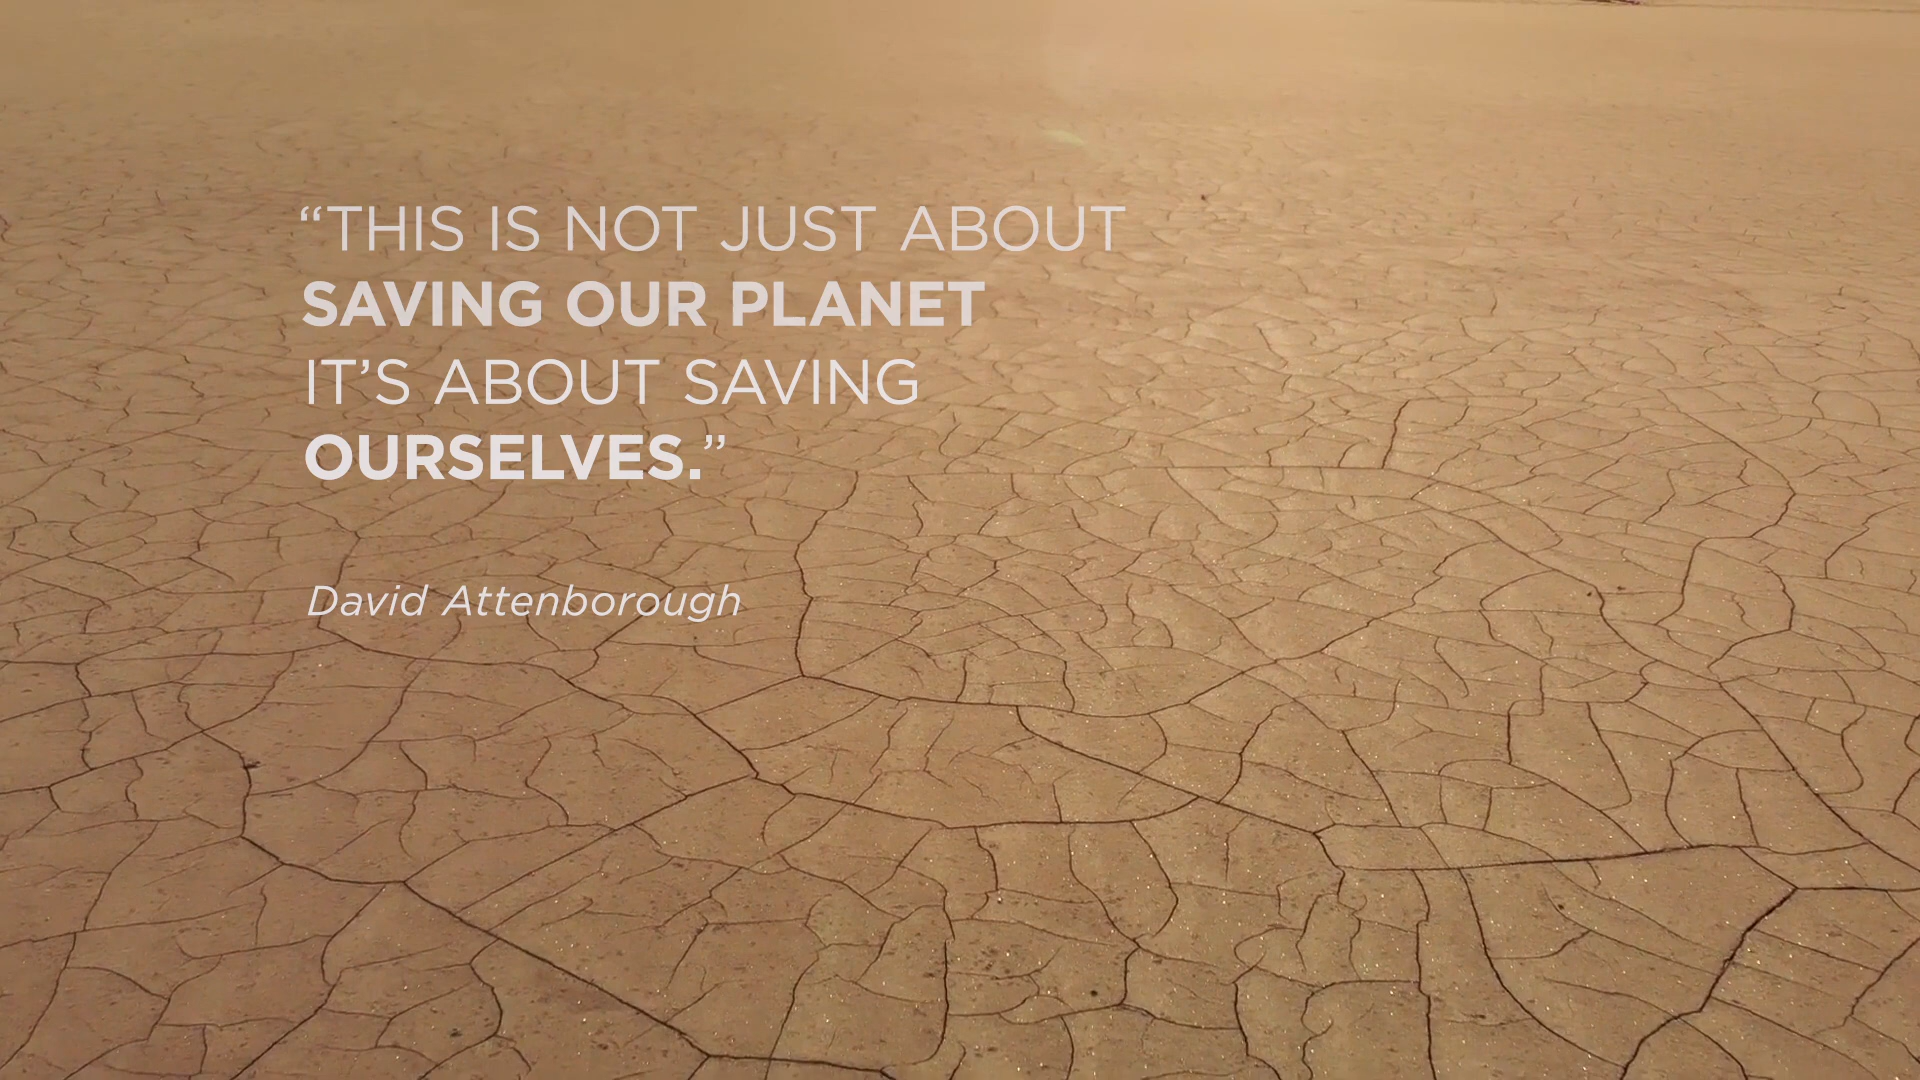 “THIS IS NOT JUST ABOUT
SAVING OUR PLANET
IT’S ABOUT SAVING
OURSELVES.”
David Attenborough